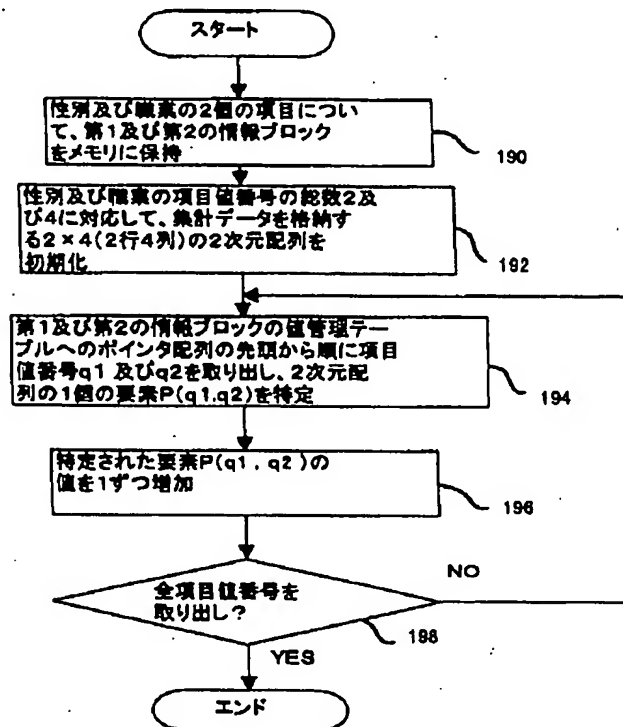 スタート
性別及び職業の2個の項目につい
て、第1及び第2の情報ブロック
をメモリに保持
190
性別及び職業の項目値番号の総数2及
び4に対応して、集計データを格納す
る2×4(2行4列)の2次元配列を
初期化
192
第1及び第2の情報ブロックの値管理テー
ブルへのポインタ配列の先頭から順に項目
値番号q1 及びq2を取り出し、2次元配
列の1個の要素P(q1,q2)を特定
194
特定された要素P(q1 , q2 )の
値を1ずつ増加
196
NO
全項目値番号を
取り出し?
198
YES
エンド